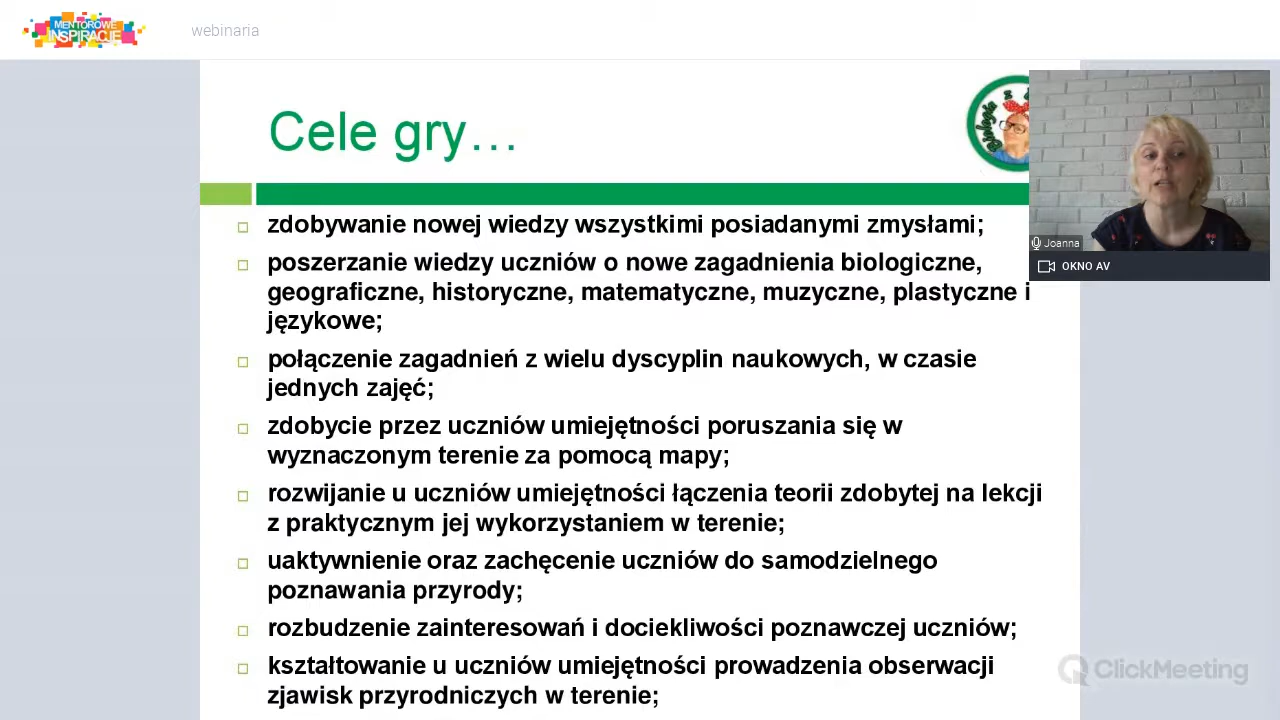 MENTOROWE
INSPIRACJE
webinaria
Cele gry…
Biologia
z
zdobywanie nowej wiedzy wszystkimi posiadanymi zmysłami;
poszerzanie wiedzy uczniów o nowe zagadnienia biologiczne,
geograficzne, historyczne, matematyczne, muzyczne, plastyczne i
językowe;
połączenie zagadnień z wielu dyscyplin naukowych, w czasie
jednych zajęć;
zdobycie przez uczniów umiejętności poruszania się w
wyznaczonym terenie za pomocą mapy;
rozwijanie u uczniów umiejętności łączenia teorii zdobytej na lekcji
z praktycznym jej wykorzystaniem w terenie;
uaktywnienie oraz zachęcenie uczniów do samodzielnego
poznawania przyrody;
rozbudzenie zainteresowań i dociekliwości poznawczej uczniów;
kształtowanie u uczniów umiejętności prowadzenia obserwacji
zjawisk przyrodniczych w terenie;
Joanna
OKNO AV
ClickMeeting